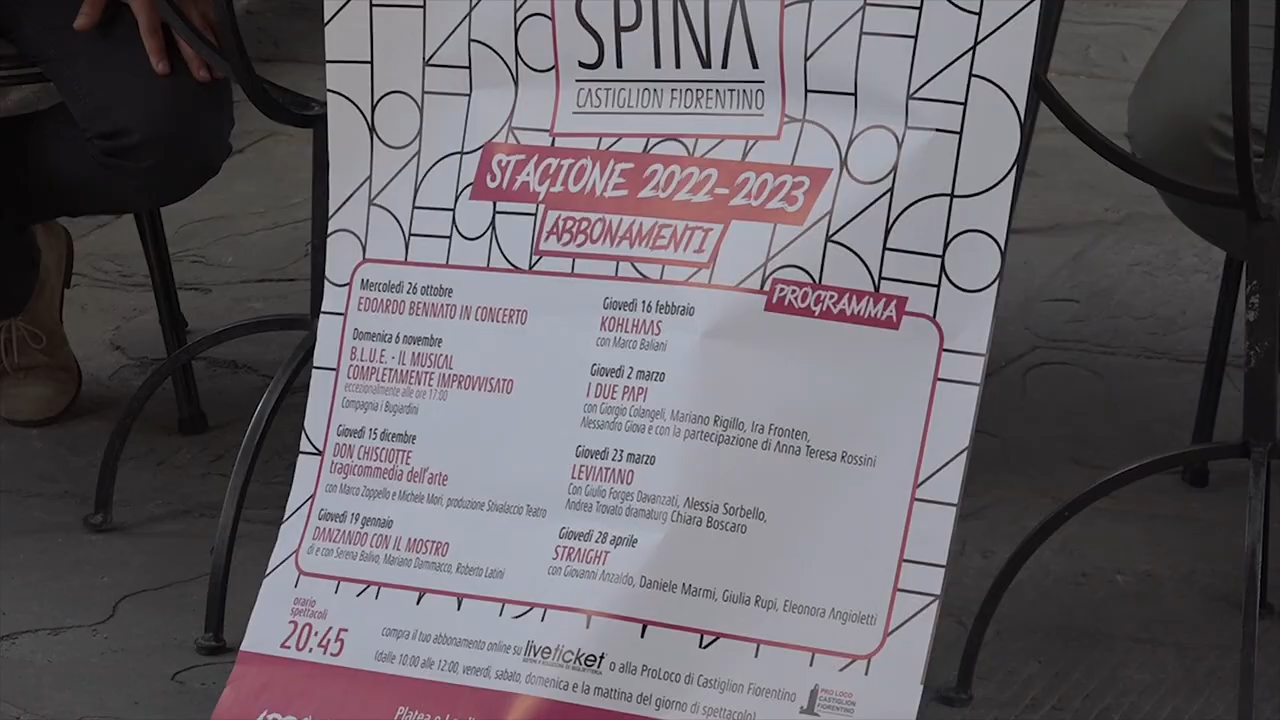 SPINA
CASTIGLION FIORENTINO
STAGIONE 2022-2023
ABBONAMENTI
PROGRAMMA
Mercoledì 26 ottobre
EDOARDO BENNATO IN CONCERTO
Domenica 6 novembre
B.L.U.E. - IL MUSICAL
COMPLETAMENTE IMPROVVISATO
eccezionalmente alle ore 17:00
Compagnia i Bugiardini
Giovedì 15 dicembre
DON CHISCIOTTE
tragicommedia dell'arte
con Marco Zoppello e Michele Mori, produzione Stivalaccio Teatro
Giovedì 19 gennaio
DANZANDO CON IL MOSTRO
di e con Serena Balivo, Mariano Dammacco, Roberto Latini
Giovedì 16 febbraio
KOHLHAAS
con Marco Baliani
Giovedì 2 marzo
I DUE PAPI
con Giorgio Colangeli, Mariano Rigillo, Ira Fronten,
Alessandro Giova e con la partecipazione di Anna Teresa Rossini
Giovedì 23 marzo
LEVIATANO
con Giulio Forges Davanzati, Alessia Sorbello,
Andrea Trovato dramaturg Chiara Boscaro
Giovedì 28 aprile
STRAIGHT
con Giovanni Anzaldo, Daniele Marmi, Giulia Rupi, Eleonora Angioletti
orario
spettacoli
20:45
compra il tuo abbonamento online su liveticket o alla ProLoco di Castiglion Fiorentino
(dalle 10:00 alle 12:00, venerdì, sabato, domenica e la mattina del giorno di spettacolo)
PRO LOCO
CASTIGLION
FIORENTINO
Platea